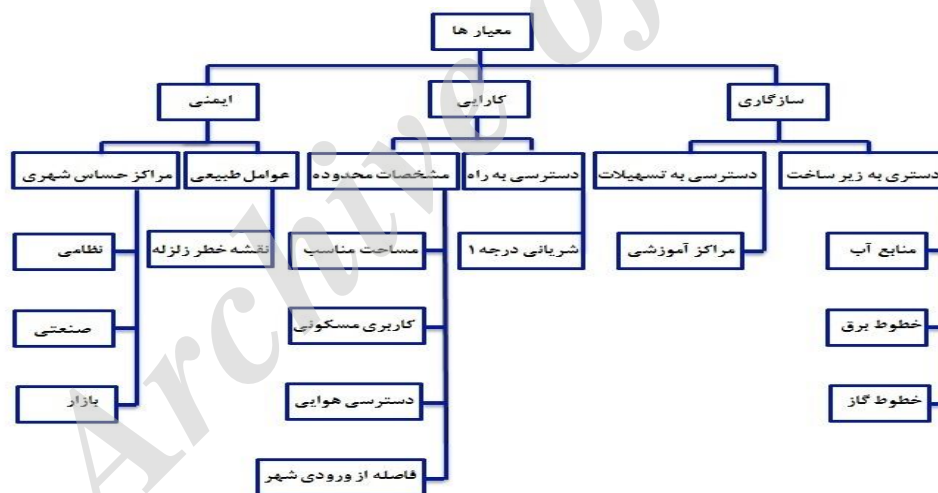 معیار ها
سازگاری
کارایی
ایمنی
دستری به زیر ساخت
دسترسی به تسهیلات
دسترسی به راه
مشخصات محدوده
عوامل طبیعی
مراکز حساس شهری
منابع آب
مراکز آموزشی
شریانی درجه ۱
مساحت مناسب
نقشه خطر زلزله
نظامی
خطوط برق
کاربری مسکونی
صنعتی
خطوط گاز
دسترسی هوایی
بازار
فاصله از ورودی شهر
Archive of